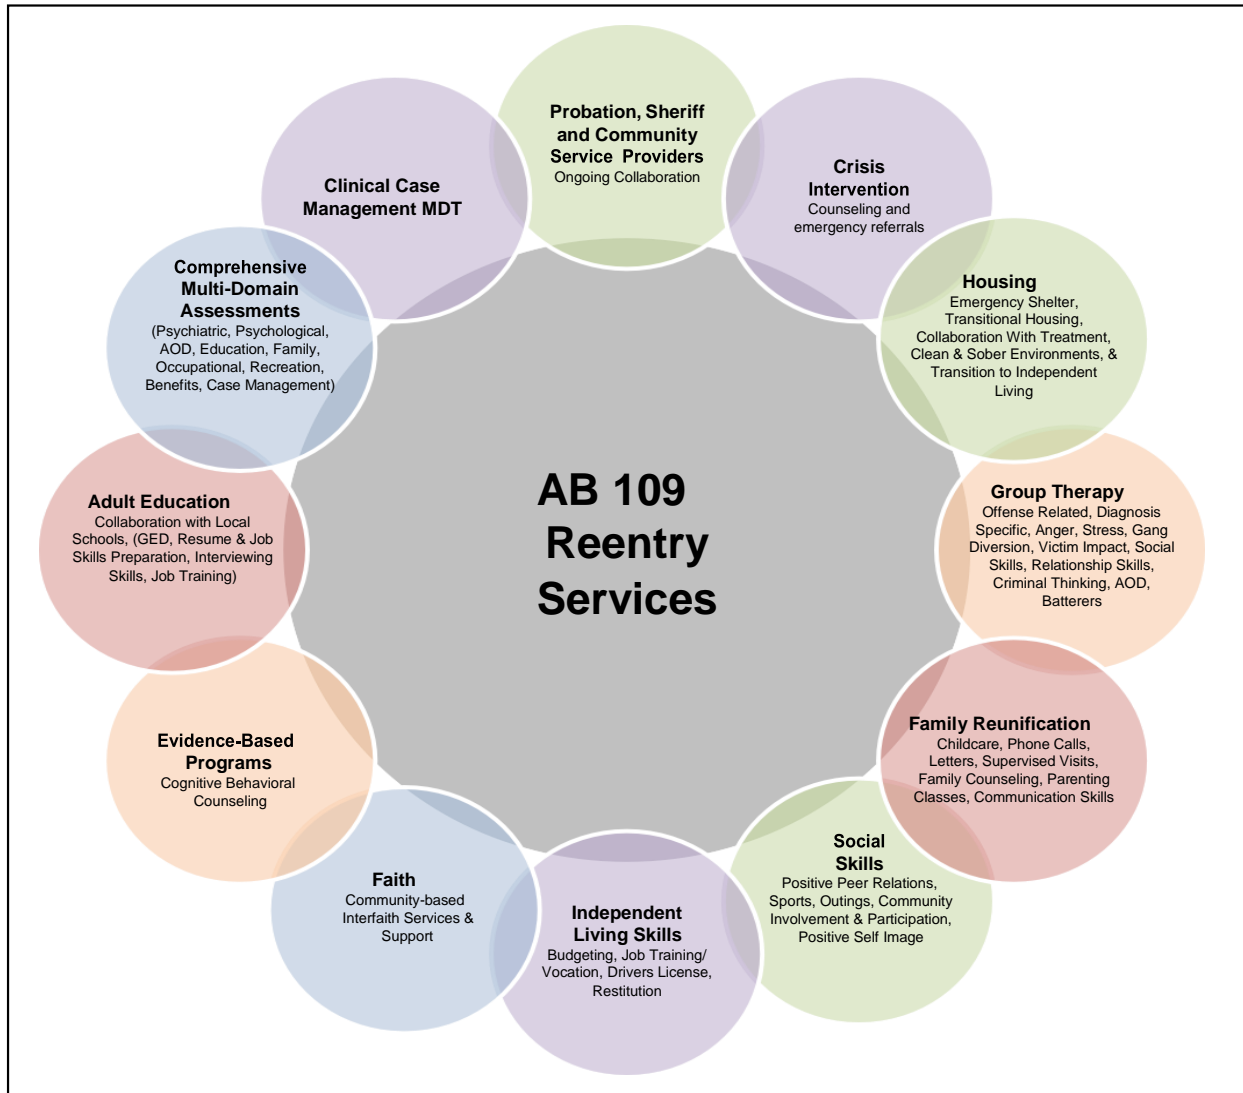 Probation, Sheriff
and Community
Service Providers
Ongoing Collaboration
Crisis
Intervention
Counseling and
emergency referrals
Housing
Emergency Shelter,
Transitional Housing,
Collaboration With Treatment,
Clean & Sober Environments, &
Transition to Independent
Living
Group Therapy
Offense Related, Diagnosis
Specific, Anger, Stress, Gang
Diversion, Victim Impact, Social
Skills, Relationship Skills,
Criminal Thinking, AOD,
Batterers
Family Reunification
Childcare, Phone Calls,
Letters, Supervised Visits,
Family Counseling, Parenting
Classes, Communication Skills
Social
Skills
Positive Peer Relations,
Sports, Outings, Community
Involvement & Participation,
Positive Self Image
Independent
Living Skills
Budgeting, Job Training/
Vocation, Drivers License,
Restitution
Faith
Community-based
Interfaith Services &
Support
Evidence-Based
Programs
Cognitive Behavioral
Counseling
Adult Education
Collaboration with Local
Schools, (GED, Resume & Job
Skills Preparation, Interviewing
Skills, Job Training)
Comprehensive
Multi-Domain
Assessments
(Psychiatric, Psychological,
AOD, Education, Family,
Occupational, Recreation,
Benefits, Case Management)
Clinical Case
Management MDT
AB 109
Reentry
Services